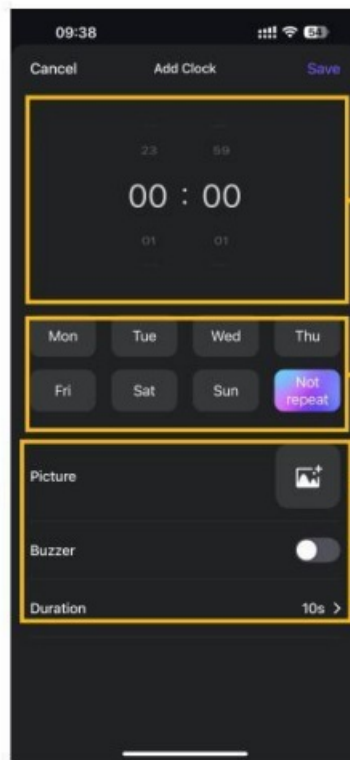 09:38 54
Cancel Add Clock Save
23 59
00 : 00
01 01
Mon Tue Wed Thu
Fri Sat Sun Not repeat
Picture
Buzzer
Duration 10s >